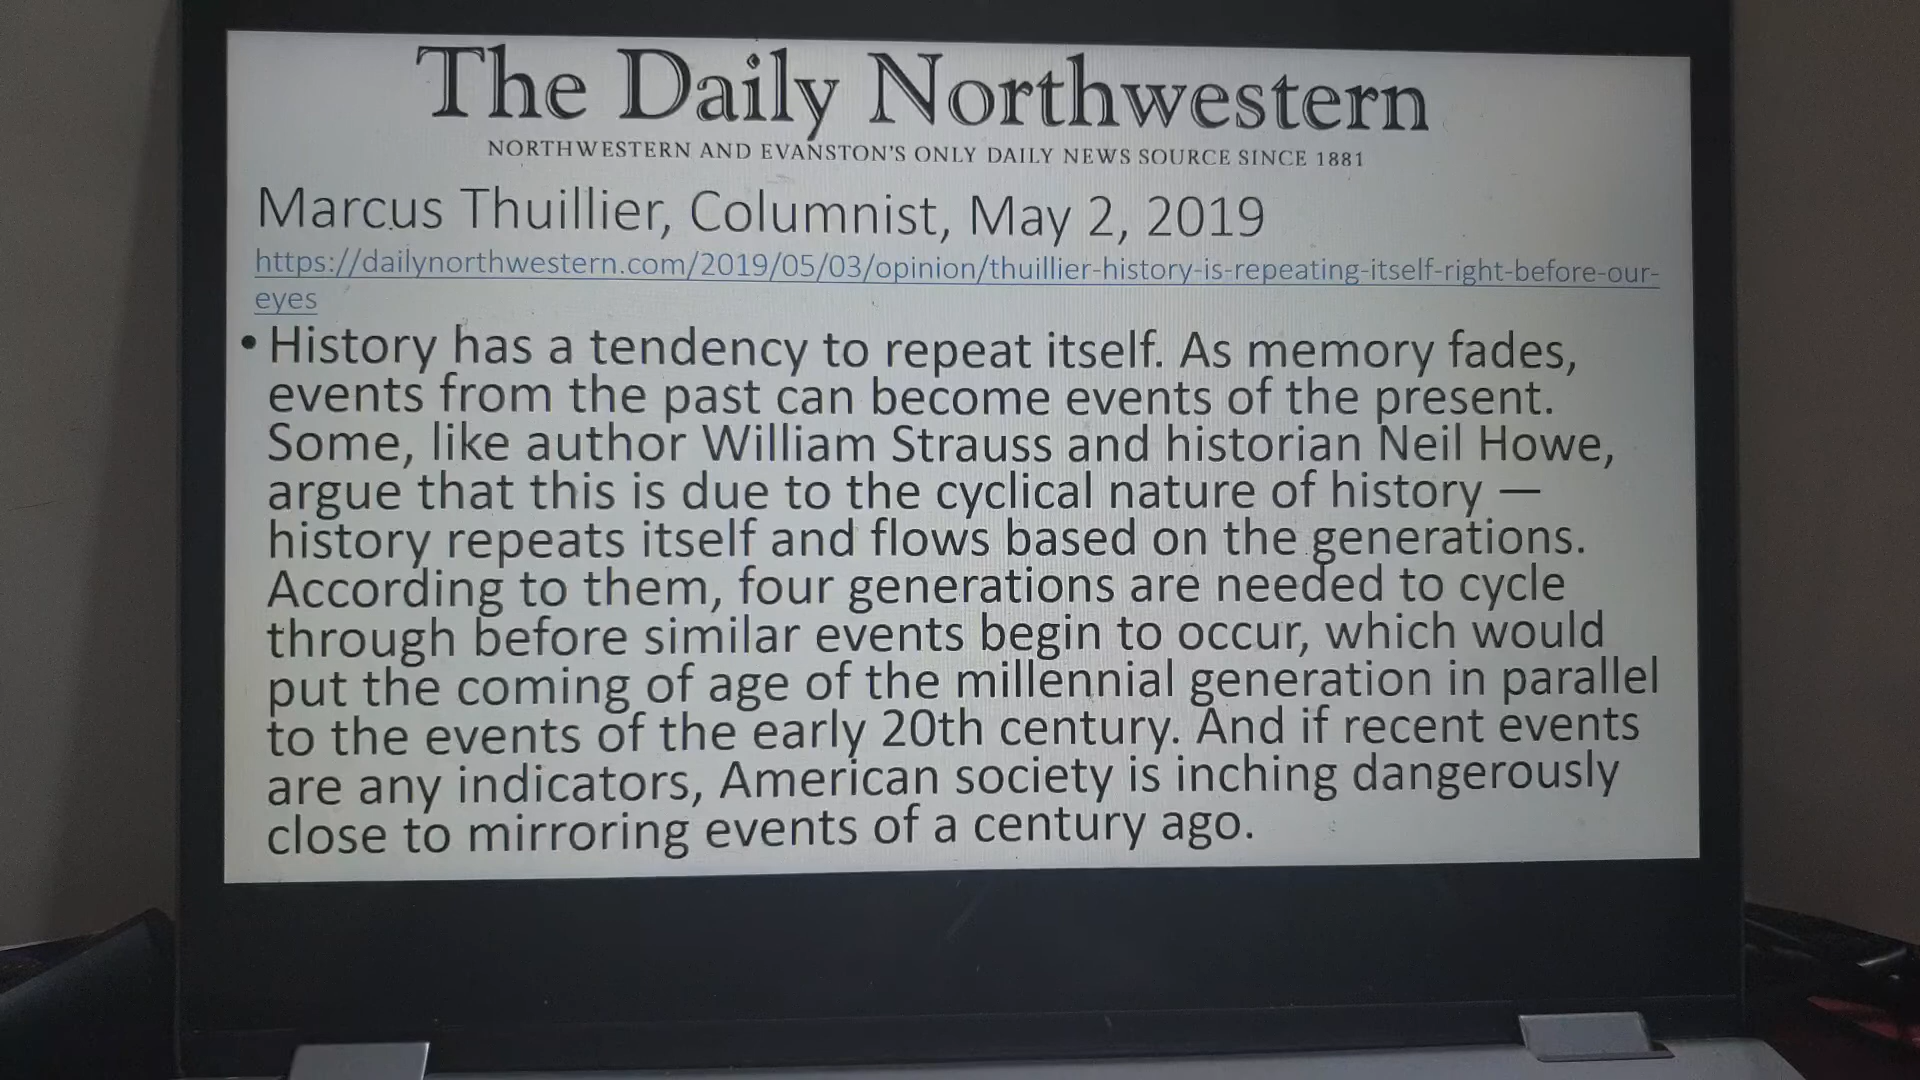 The Daily Northwestern
NORTHWESTERN AND EVANSTON'S ONLY DAILY NEWS SOURCE SINCE 1881
Marcus Thuillier, Columnist, May 2, 2019
https://dailynorthwestern.com/2019/05/03/opinion/thuillier-history-is-repeating-itself-right-before-our-
eyes
• History has a tendency to repeat itself. As memory fades,
events from the past can become events of the present.
Some, like author William Strauss and historian Neil Howe,
argue that this is due to the cyclical nature of history —
history repeats itself and flows based on the generations.
According to them, four generations are needed to cycle
through before similar events begin to occur, which would
put the coming of age of the millennial generation in parallel
to the events of the early 20th century. And if recent events
are any indicators, American society is inching dangerously
close to mirroring events of a century ago.